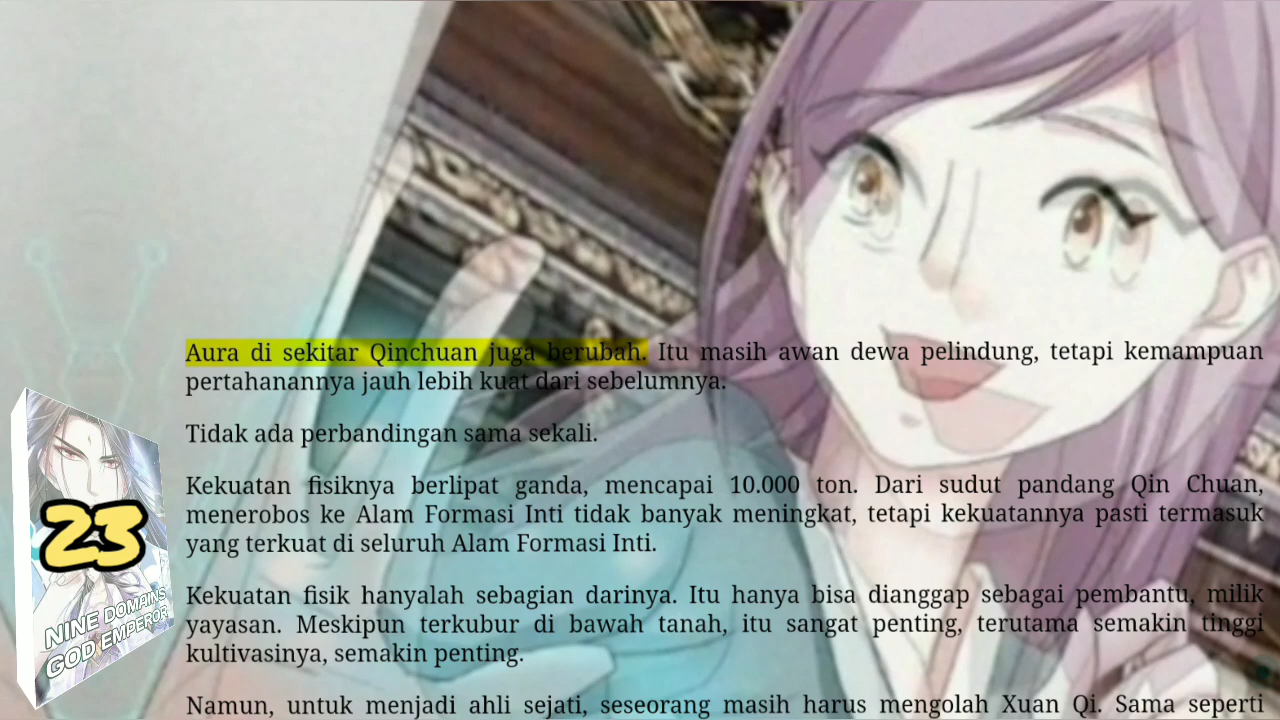 Aura di sekitar Qinchuan juga berubah. Itu masih awan dewa pelindung, tetapi kemampuan
pertahanannya jauh lebih kuat dari sebelumnya.
Tidak ada perbandingan sama sekali.
Kekuatan fisiknya berlipat ganda, mencapai 10.000 ton. Dari sudut pandang Qin Chuan,
menerobos ke Alam Formasi Inti tidak banyak meningkat, tetapi kekuatannya pasti termasuk
yang terkuat di seluruh Alam Formasi Inti.
Kekuatan fisik hanyalah sebagian darinya. Itu hanya bisa dianggap sebagai pembantu, milik
yayasan. Meskipun terkubur di bawah tanah, itu sangat penting, terutama semakin tinggi
kultivasinya, semakin penting.
Namun, untuk menjadi ahli sejati, seseorang masih harus mengolah Xuan Qi. Sama seperti
23
NINE DOMAINS
GOD EMPEROR